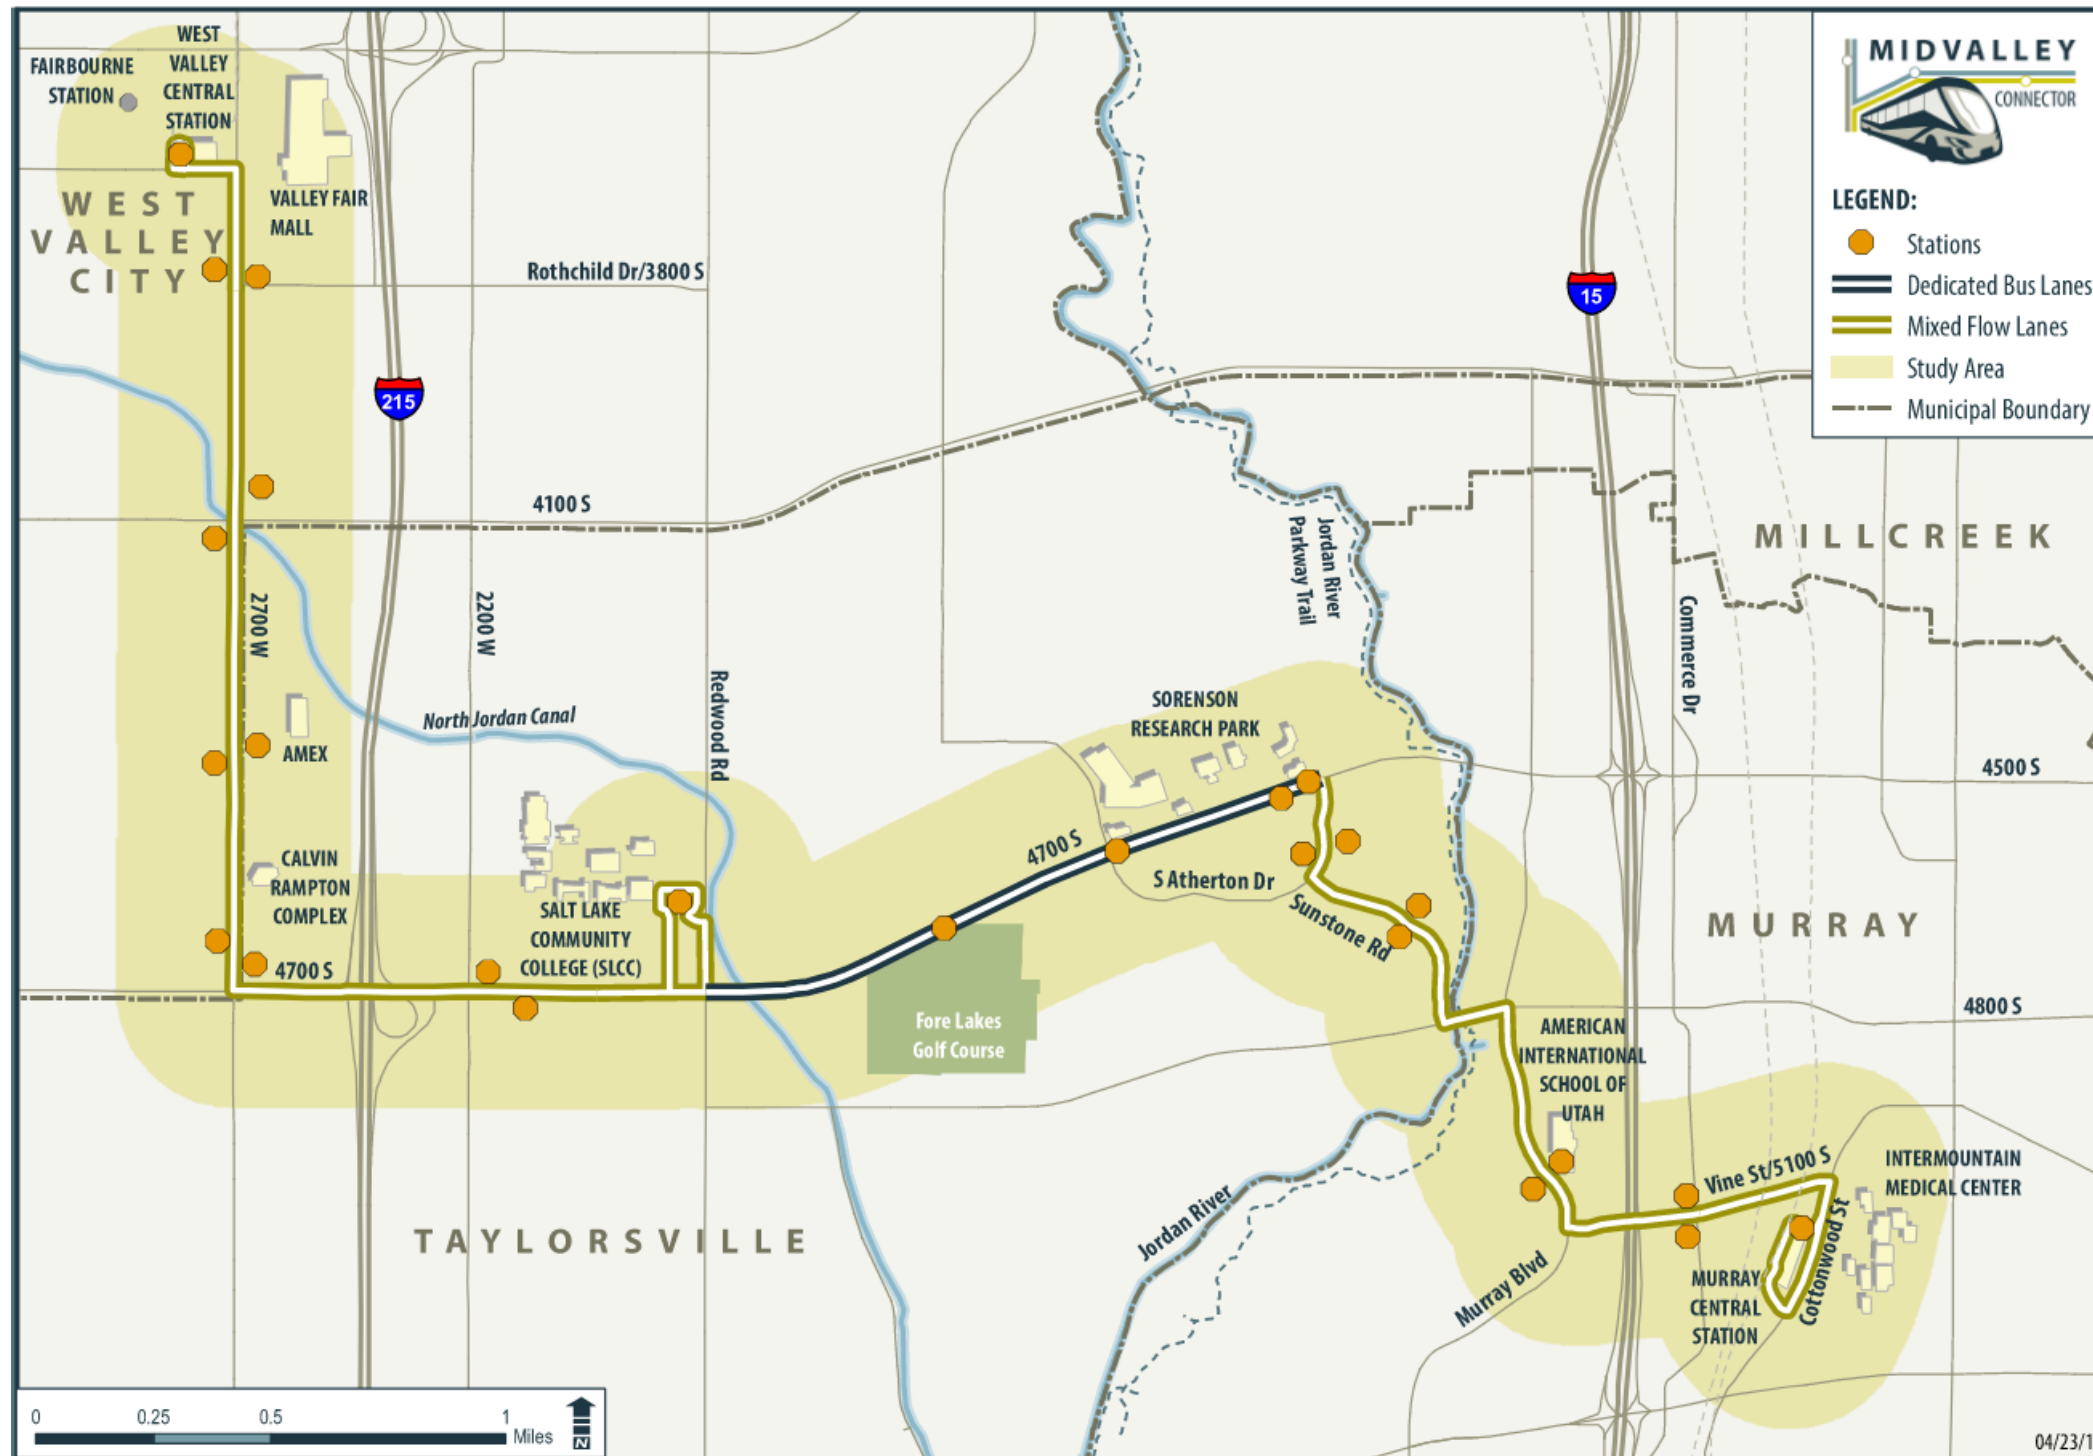 WEST
VALLEY
CENTRAL
STATION
FAIRBOURNE
STATION
VALLEY FAIR
MALL
WEST
VALLEY
CITY
Rothchild Dr/3800 S
215
15
MIDVALLEY
CONNECTOR
LEGEND:
Stations
Dedicated Bus Lanes
Mixed Flow Lanes
Study Area
Municipal Boundary
4100 S
2700 W
2200 W
Redwood Rd
North Jordan Canal
AMEX
CALVIN
RAMPTON
COMPLEX
4700 S
SALT LAKE
COMMUNITY
COLLEGE (SLCC)
Jordan River
Parkway Trail
Commerce Dr
MILLCREEK
SORENSON
RESEARCH PARK
4500 S
4700 S
S Atherton Dr
Sunstone Rd
MURRAY
Fore Lakes
Golf Course
4800 S
AMERICAN
INTERNATIONAL
SCHOOL OF
UTAH
TAYLORSVILLE
Jordan River
Murray Blvd
Vine St/5100 S
Cottonwood St
INTERMOUNTAIN
MEDICAL CENTER
MURRAY
CENTRAL
STATION
0 0.25 0.5 1
Miles
N
04/23/1